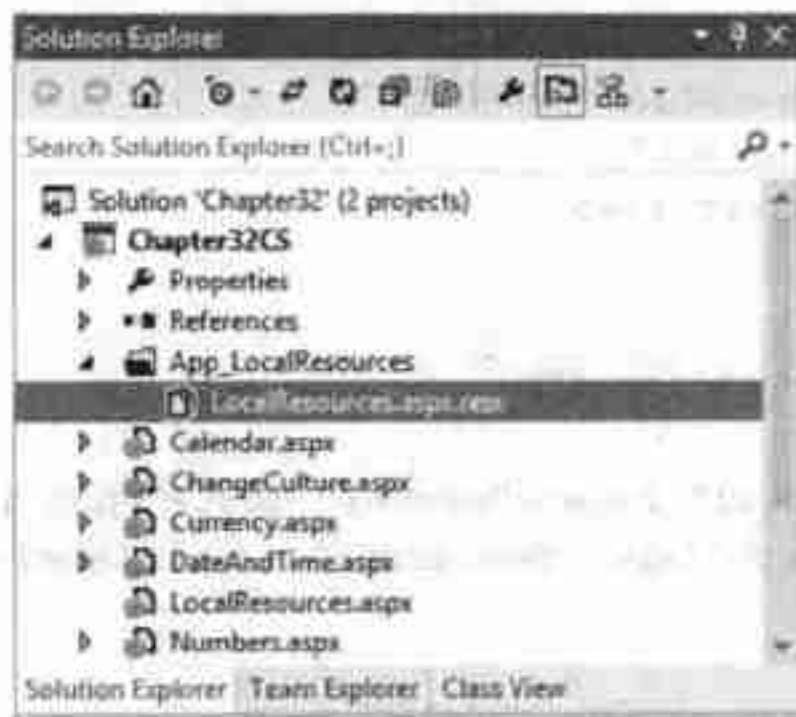 Solution Explorer
Search Solution Explorer (Ctrl+;)
Solution 'Chapter32' (2 projects)
Chapter32CS
Properties
References
App_LocalResources
LocalResources.aspx.resx
Calendar.aspx
ChangeCulture.aspx
Currency.aspx
DateAndTime.aspx
LocalResources.aspx
Numbers.aspx
Solution Explorer Team Explorer Class View